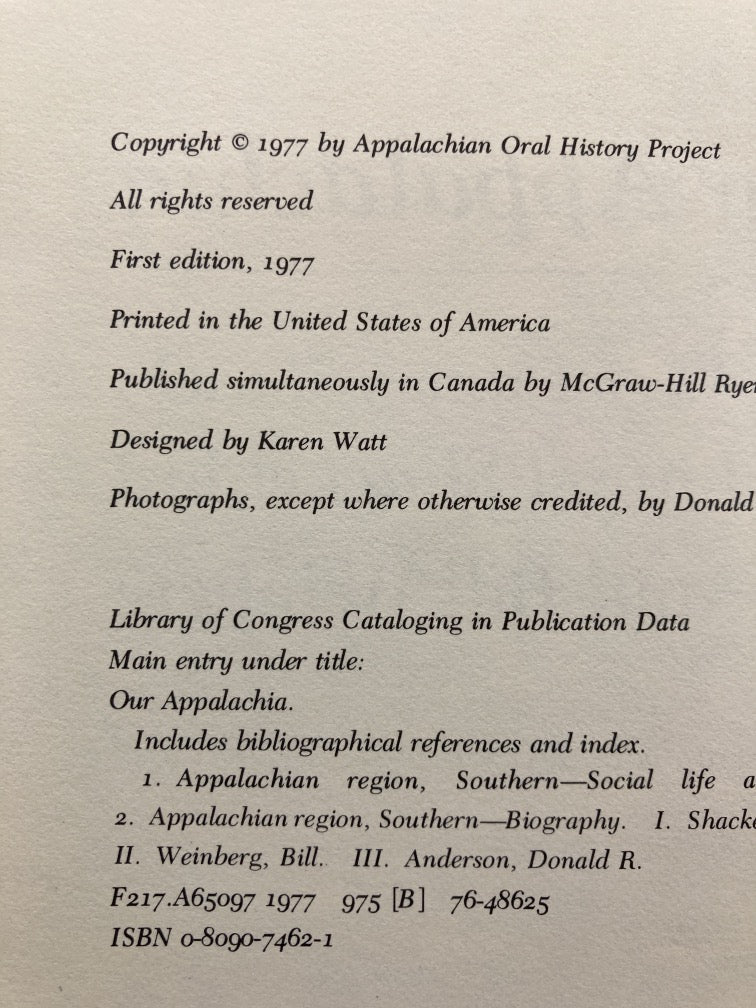 Copyright © 1977 by Appalachian Oral History Project
All rights reserved
First edition, 1977
Printed in the United States of America
Published simultaneously in Canada by McGraw-Hill
Designed by Karen Watt
Photographs, except where otherwise credited, by Donald
Library of Congress Cataloging in Publication Data
Main entry under title:
Our Appalachia.
Includes bibliographical references and index.
1. Appalachian region, Southern—Social life
2. Appalachian region, Southern—Biography. I.
II. Weinberg, Bill. III. Anderson, Donald R.
F217.A65097 1977 975 [B] 76-48625
ISBN 0-8090-7462-1